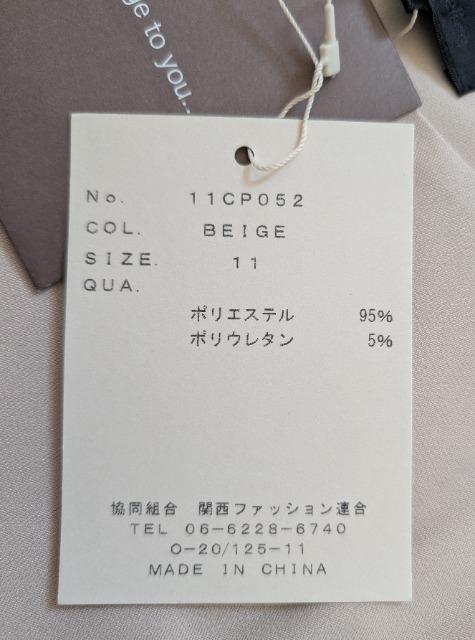 ge to you...
No. 11CP052
COL. BEIGE
SIZE. 11
QUA.
ポリエステル 95%
ポリウレタン 5%
協同組合 関西ファッション連合
TEL 06-6228-6740
O-20/125-11
MADE IN CHINA